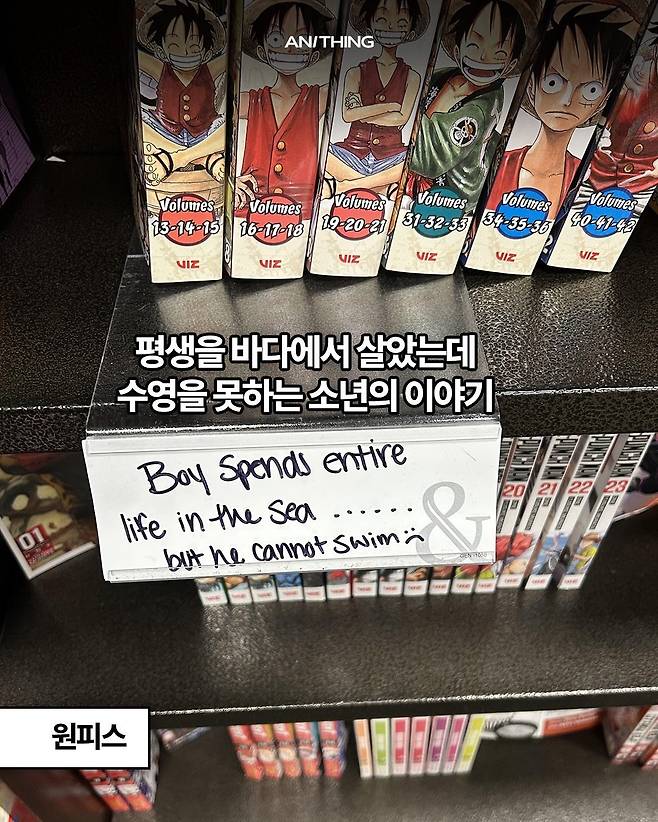 AN/THING
Volumes
13-14-15
VIZ
Volumes
16-17-18
VIZ
Volumes
19-20-21
VIZ
Volumes
31-32-33
VIZ
Volumes
34-35-36
VIZ
Volumes
40-41-42
VIZ
평생을 바다에서 살았는데
수영을 못하는 소년의 이야기
Boy Spends entire
life in the sea ......
but he cannot swim :(
&
20
21
22
23
01
원피스